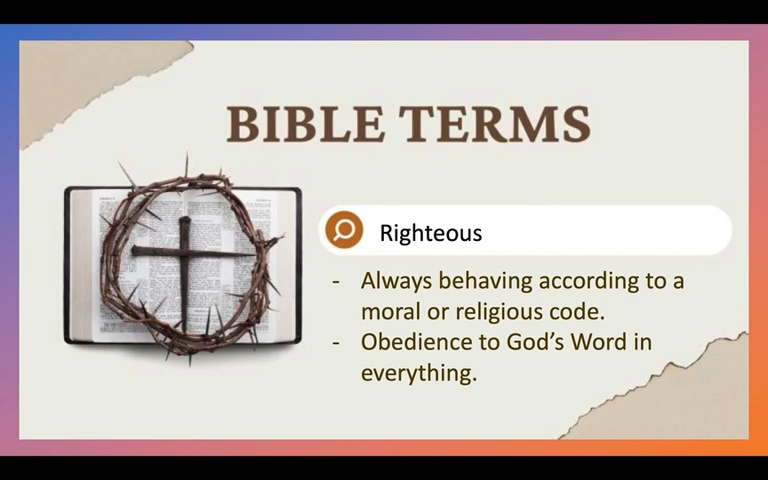 BIBLE TERMS
Righteous
- Always behaving according to a
moral or religious code.
- Obedience to God’s Word in
everything.